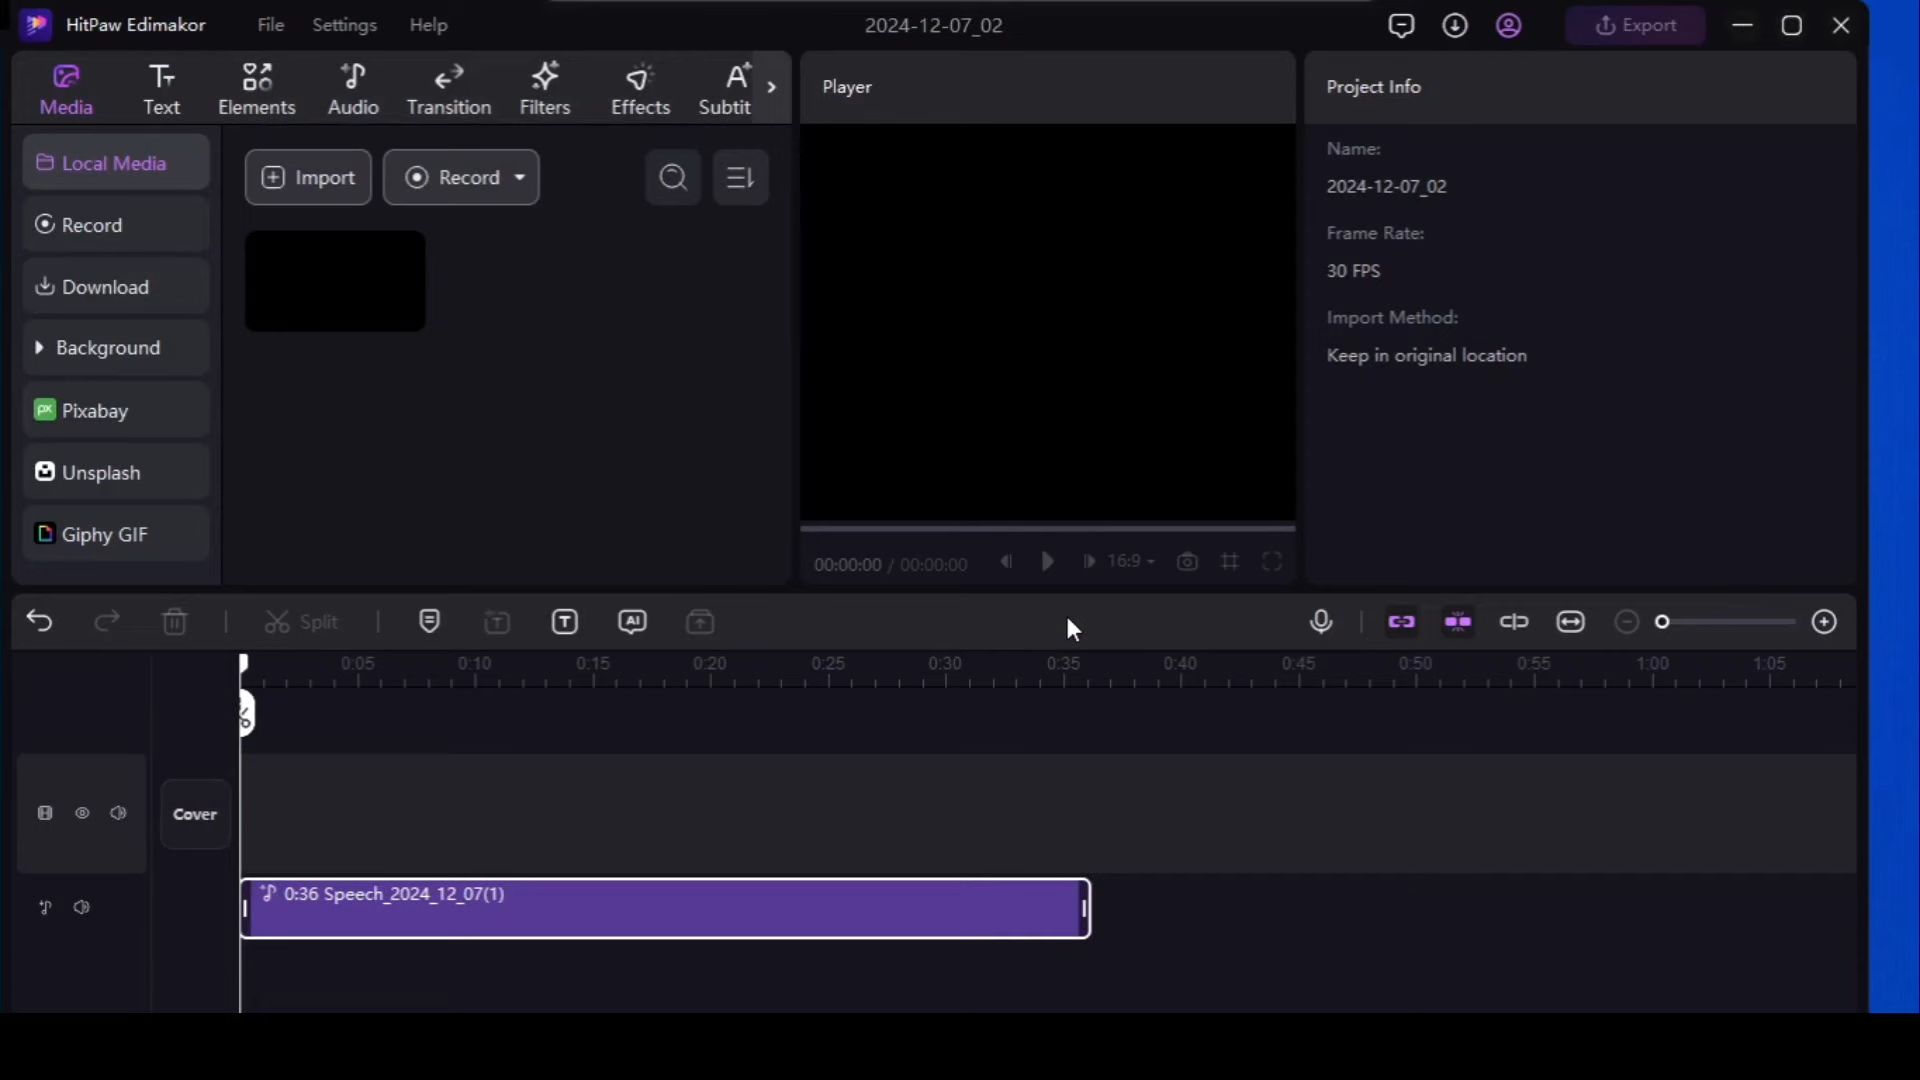 HitPaw Edimakor File Settings Help 2024-12-07_02 Export
Media Text Elements Audio Transition Filters Effects Subtit
Player
Project Info
Local Media
Record
Download
Background
Pixabay
Unsplash
Giphy GIF
Import Record
Name:
2024-12-07_02
Frame Rate:
30 FPS
Import Method:
Keep in original location
00:00:00 / 00:00:00 16:9
Split
0:05 0:10 0:15 0:20 0:25 0:30 0:35 0:40 0:45 0:50 0:55 1:00 1:05
Cover
0:36 Speech_2024_12_07(1)